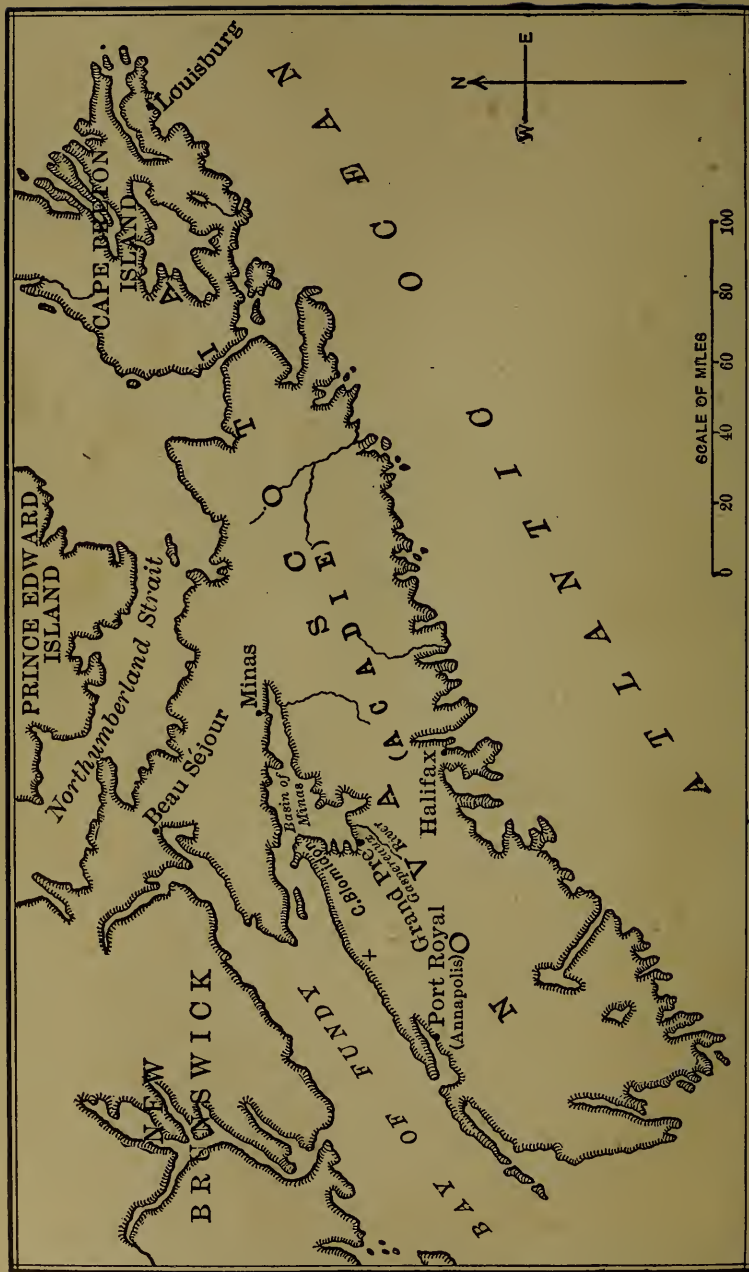 PRINCE EDWARD
ISLAND
Northumberland Strait
CAPE BRETON
ISLAND
Louisburg
NEW
BRUNSWICK
Beau Séjour
Minas
Basin of
Minas
C. Blomidon
Grand Pré
Gaspereaux
River
BAY OF FUNDY
Port Royal
(Annapolis)
Halifax
NOVA SCOTIA
(ACADIE)
ATLANTIC OCEAN
N
W E
SCALE OF MILES
0 20 40 60 80 100